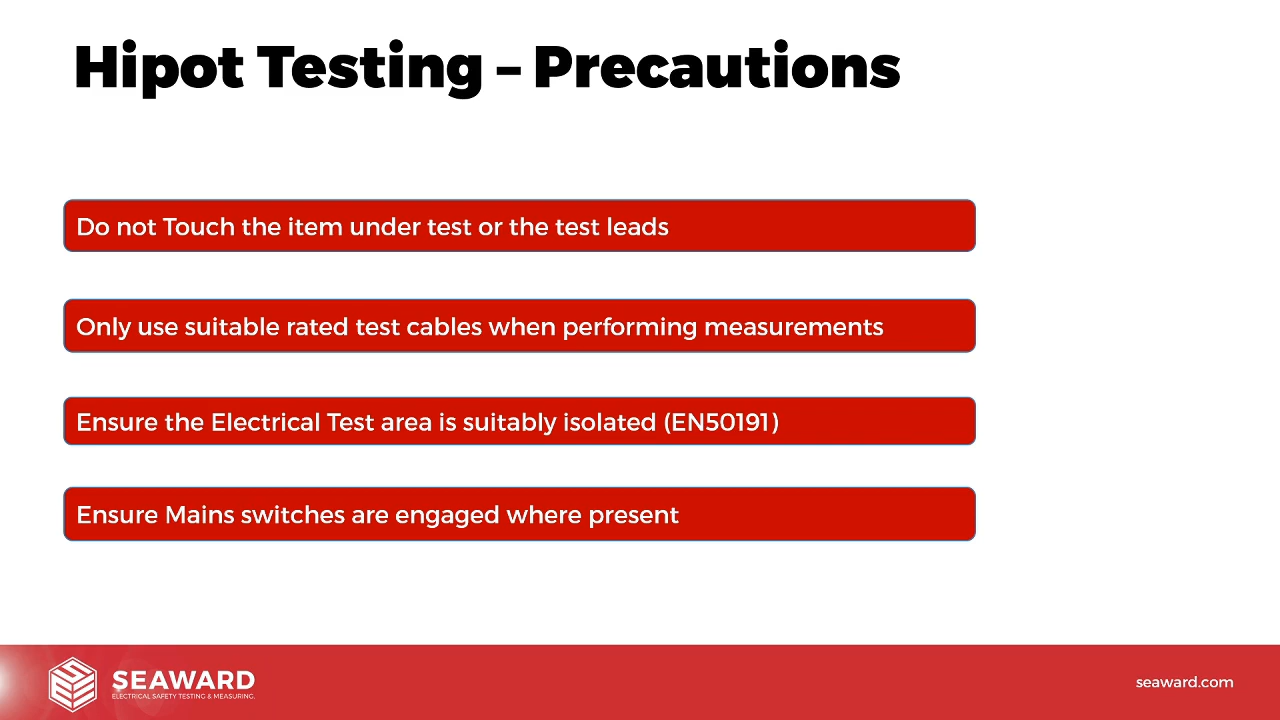 Hipot Testing – Precautions
Do not Touch the item under test or the test leads
Only use suitable rated test cables when performing measurements
Ensure the Electrical Test area is suitably isolated (EN50191)
Ensure Mains switches are engaged where present
SEAWARD
ELECTRICAL SAFETY TESTING & MEASURING.
seaward.com